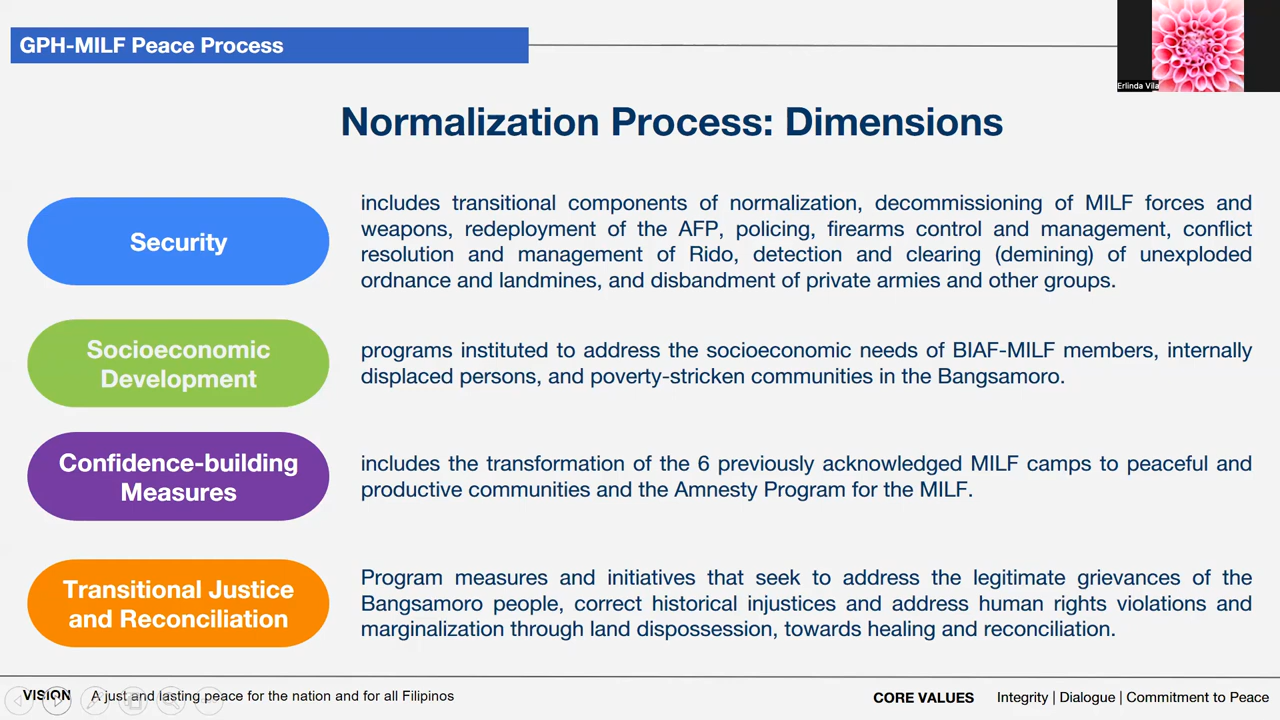 GPH-MILF Peace Process
Erlinda Vila
Normalization Process: Dimensions
Security
includes transitional components of normalization, decommissioning of MILF forces and
weapons, redeployment of the AFP, policing, firearms control and management, conflict
resolution and management of Rido, detection and clearing (demining) of unexploded
ordnance and landmines, and disbandment of private armies and other groups.
Socioeconomic
Development
programs instituted to address the socioeconomic needs of BIAF-MILF members, internally
displaced persons, and poverty-stricken communities in the Bangsamoro.
Confidence-building
Measures
includes the transformation of the 6 previously acknowledged MILF camps to peaceful and
productive communities and the Amnesty Program for the MILF.
Transitional Justice
and Reconciliation
Program measures and initiatives that seek to address the legitimate grievances of the
Bangsamoro people, correct historical injustices and address human rights violations and
marginalization through land dispossession, towards healing and reconciliation.
VISION A just and lasting peace for the nation and for all Filipinos
CORE VALUES Integrity | Dialogue | Commitment to Peace